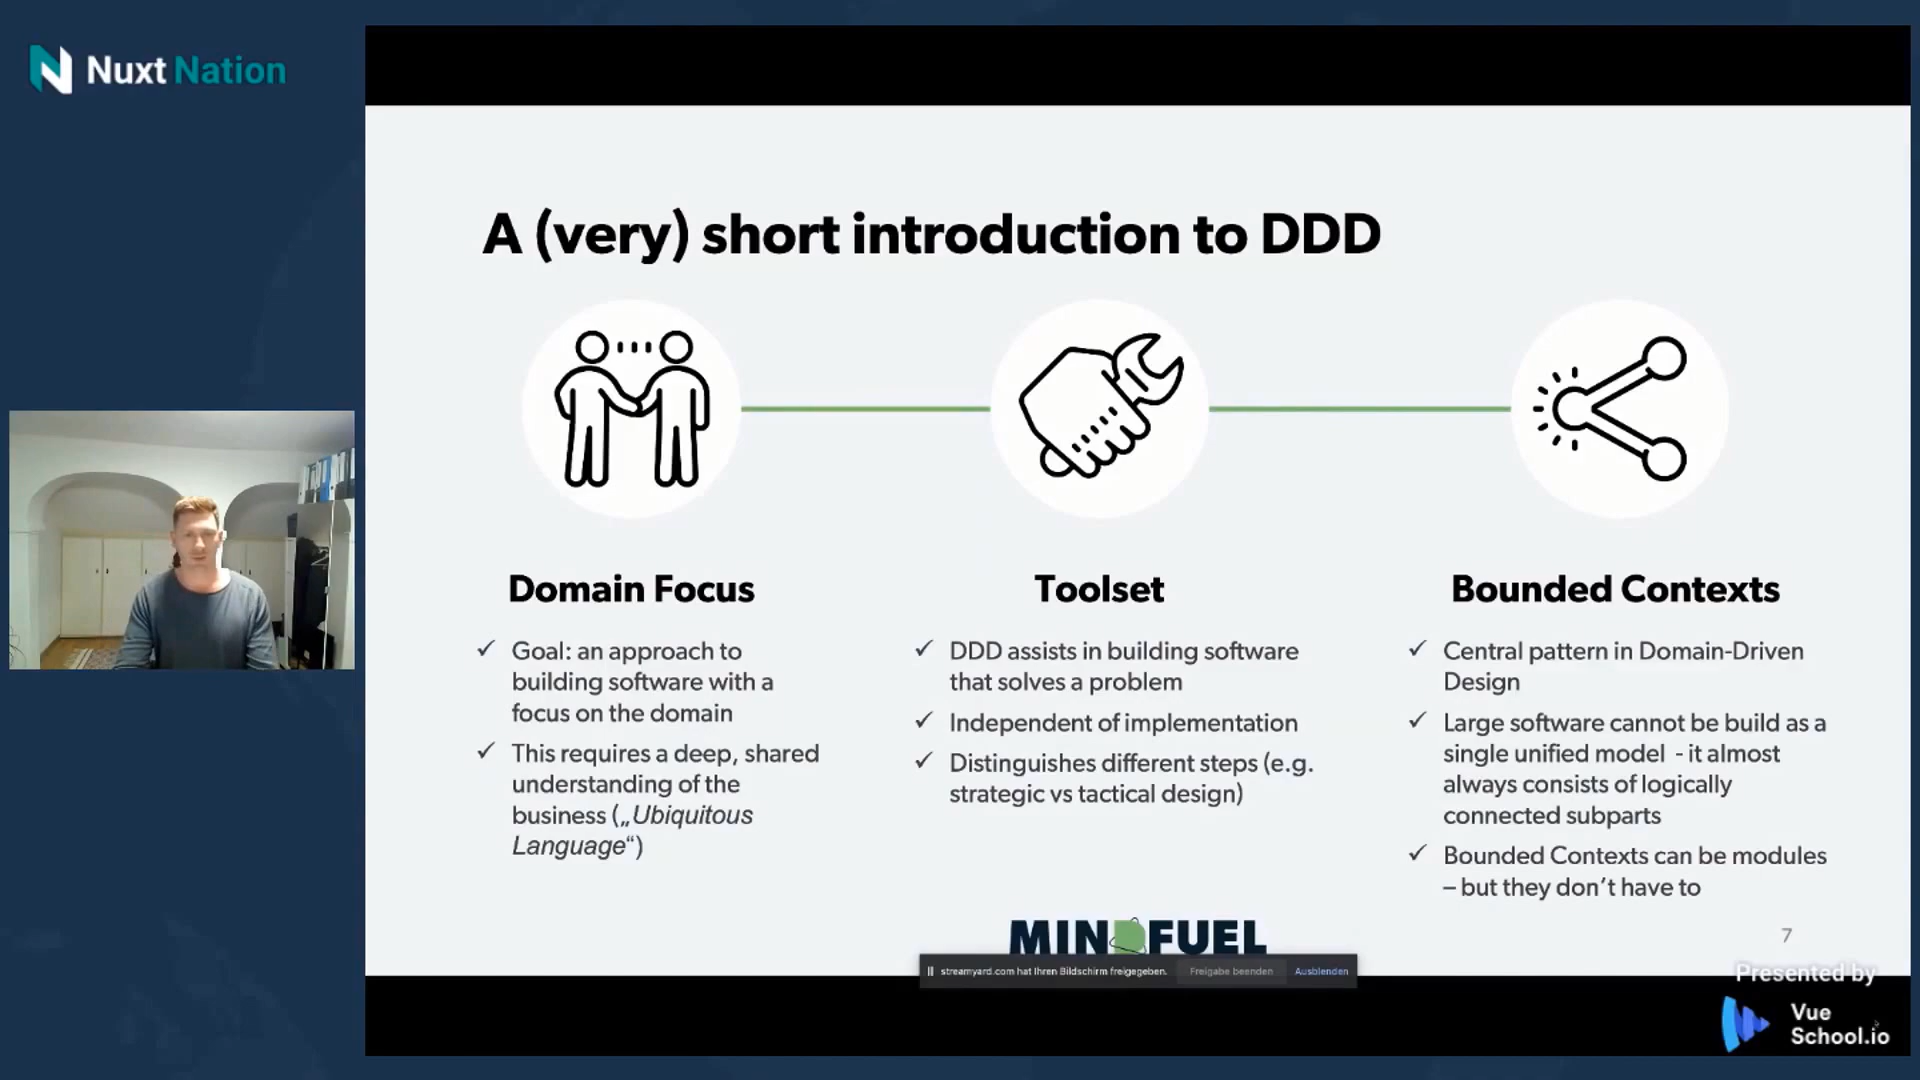 Nuxt Nation
A (very) short introduction to DDD
Domain Focus
✓ Goal: an approach to
building software with a
focus on the domain
✓ This requires a deep, shared
understanding of the
business („Ubiquitous
Language“)
Toolset
✓ DDD assists in building software
that solves a problem
✓ Independent of implementation
✓ Distinguishes different steps (e.g.
strategic vs tactical design)
Bounded Contexts
✓ Central pattern in Domain-Driven
Design
✓ Large software cannot be build as a
single unified model - it almost
always consists of logically
connected subparts
✓ Bounded Contexts can be modules
– but they don’t have to
MINDFUEL
7
streamyard.com hat Ihren Bildschirm freigegeben. Freigabe beenden Ausblenden
Presented by
Vue
School.io